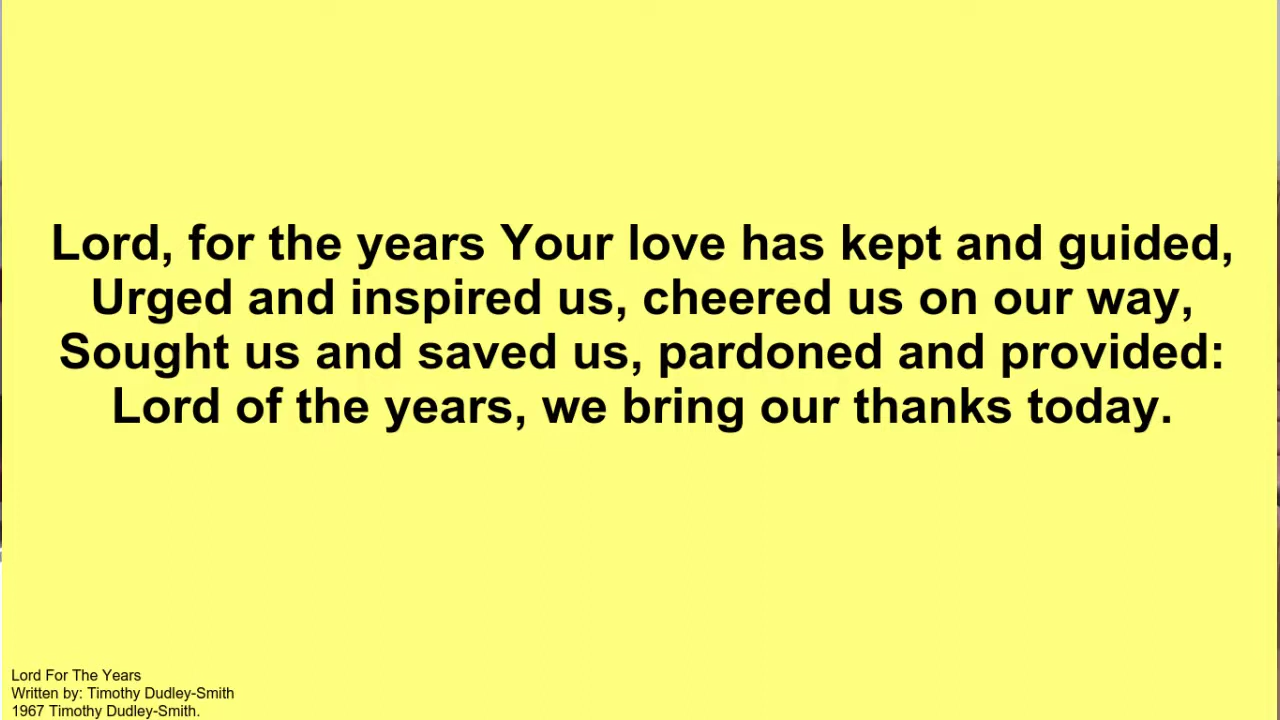 Lord, for the years Your love has kept and guided,
Urged and inspired us, cheered us on our way,
Sought us and saved us, pardoned and provided:
Lord of the years, we bring our thanks today.
Lord For The Years
Written by: Timothy Dudley-Smith
1967 Timothy Dudley-Smith.